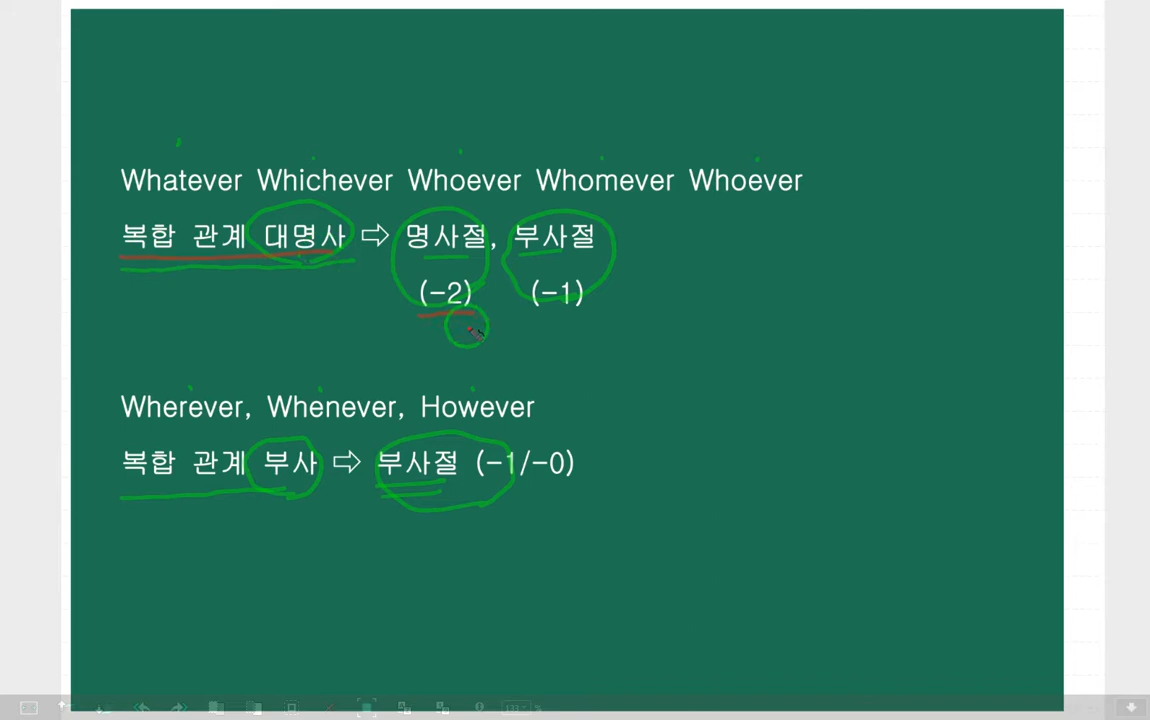 Whatever Whichever Whoever Whomever Whoever
복합 관계 대명사 ⇨ 명사절, 부사절
(-2) (-1)
Wherever, Whenever, However
복합 관계 부사 ⇨ 부사절 (-1/-0)
133 %